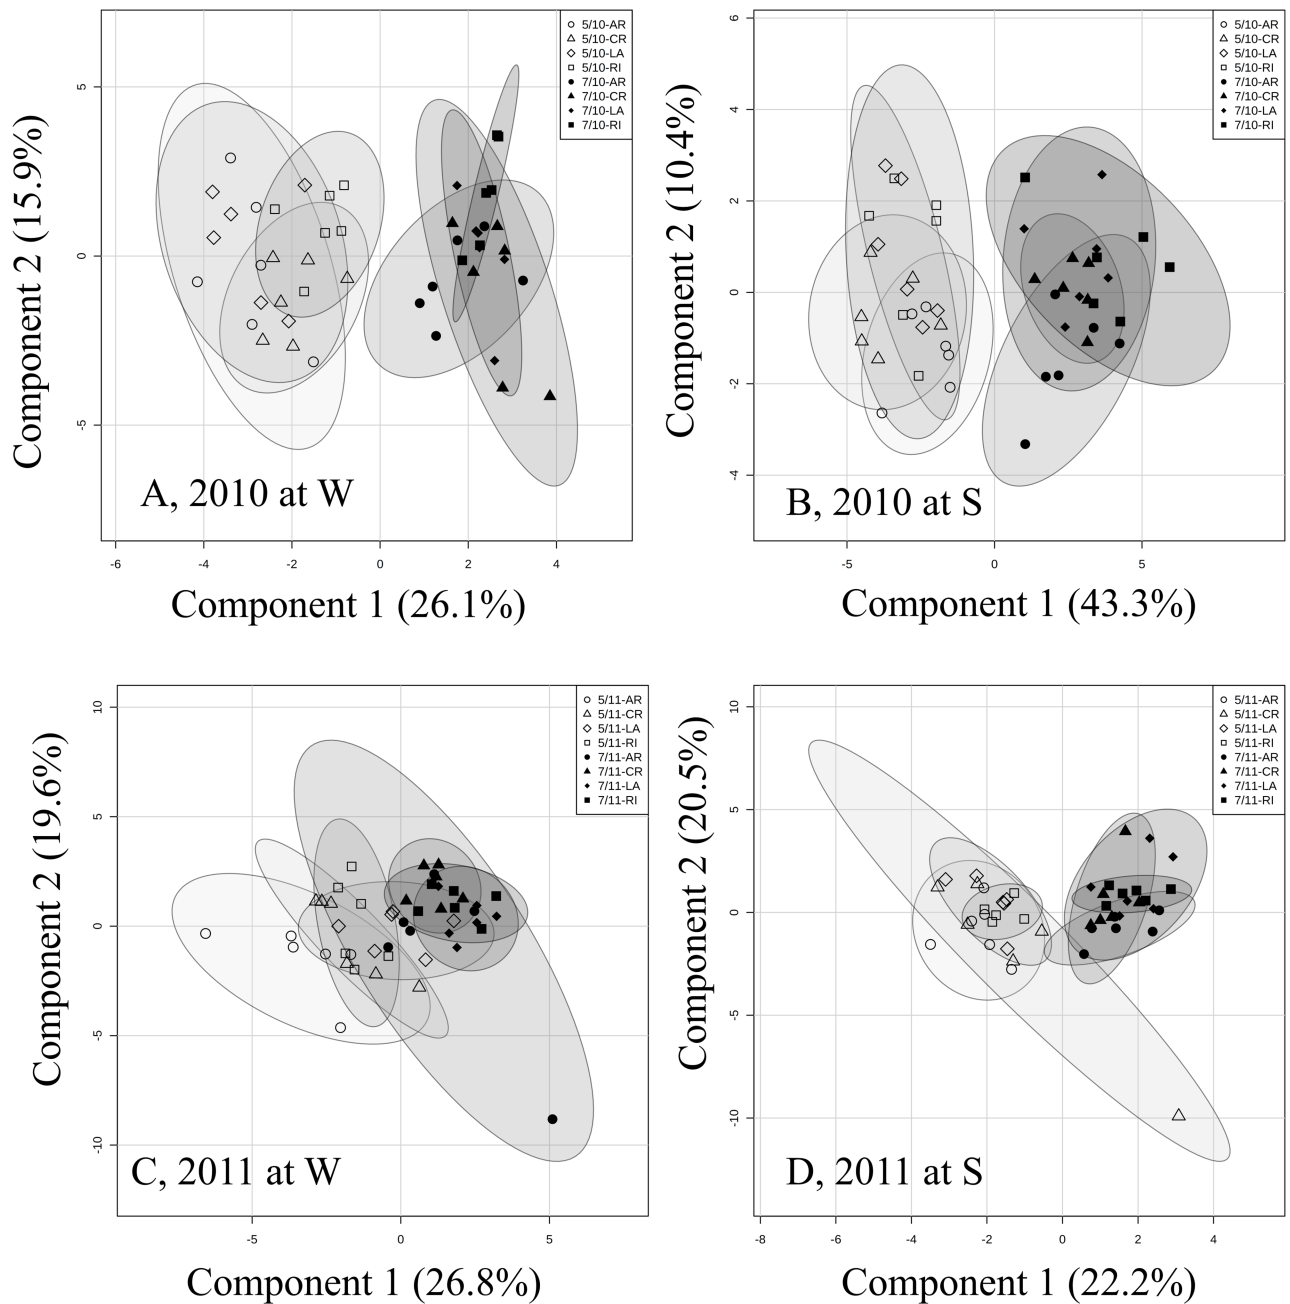 5/10-AR
5/10-CR
5/10-LA
5/10-RI
7/10-AR
7/10-CR
7/10-LA
7/10-RI
5
0
-5
Component 2 (15.9%)
A, 2010 at W
-6 -4 -2 0 2 4
Component 1 (26.1%)
5/10-AR
5/10-CR
5/10-LA
5/10-RI
7/10-AR
7/10-CR
7/10-LA
7/10-RI
6
4
2
0
-2
-4
Component 2 (10.4%)
B, 2010 at S
-5 0 5
Component 1 (43.3%)
5/11-AR
5/11-CR
5/11-LA
5/11-RI
7/11-AR
7/11-CR
7/11-LA
7/11-RI
10
5
0
-5
-10
Component 2 (19.6%)
C, 2011 at W
-5 0 5
Component 1 (26.8%)
5/11-AR
5/11-CR
5/11-LA
5/11-RI
7/11-AR
7/11-CR
7/11-LA
7/11-RI
10
5
0
-5
-10
Component 2 (20.5%)
D, 2011 at S
-8 -6 -4 -2 0 2 4
Component 1 (22.2%)